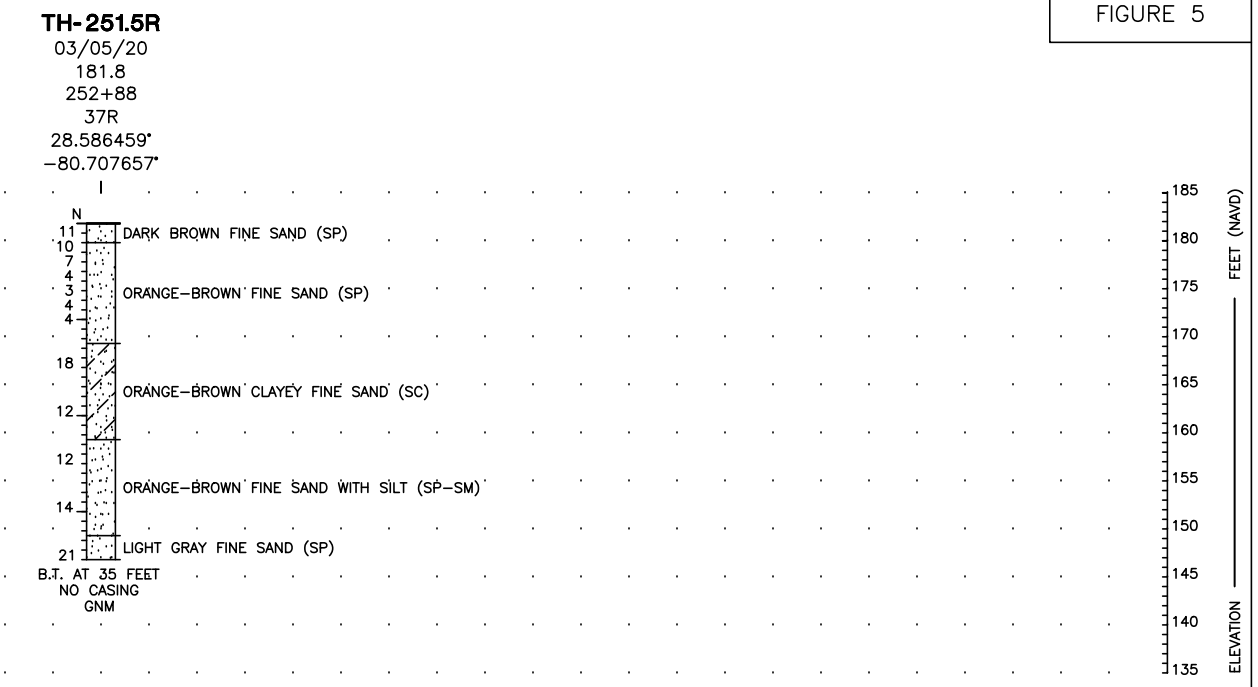 FIGURE 5
TH-251.5R
03/05/20
181.8
252+88
37R
28.586459°
-80.707657°
N
11
10
7
4
3
4
4
18
12
12
14
21
DARK BROWN FINE SAND (SP)
ORANGE-BROWN FINE SAND (SP)
ORANGE-BROWN CLAYEY FINE SAND (SC)
ORANGE-BROWN FINE SAND WITH SILT (SP-SM)
LIGHT GRAY FINE SAND (SP)
B.T. AT 35 FEET
NO CASING
GNM
185
180
175
170
165
160
155
150
145
140
135
ELEVATION —— FEET (NAVD)